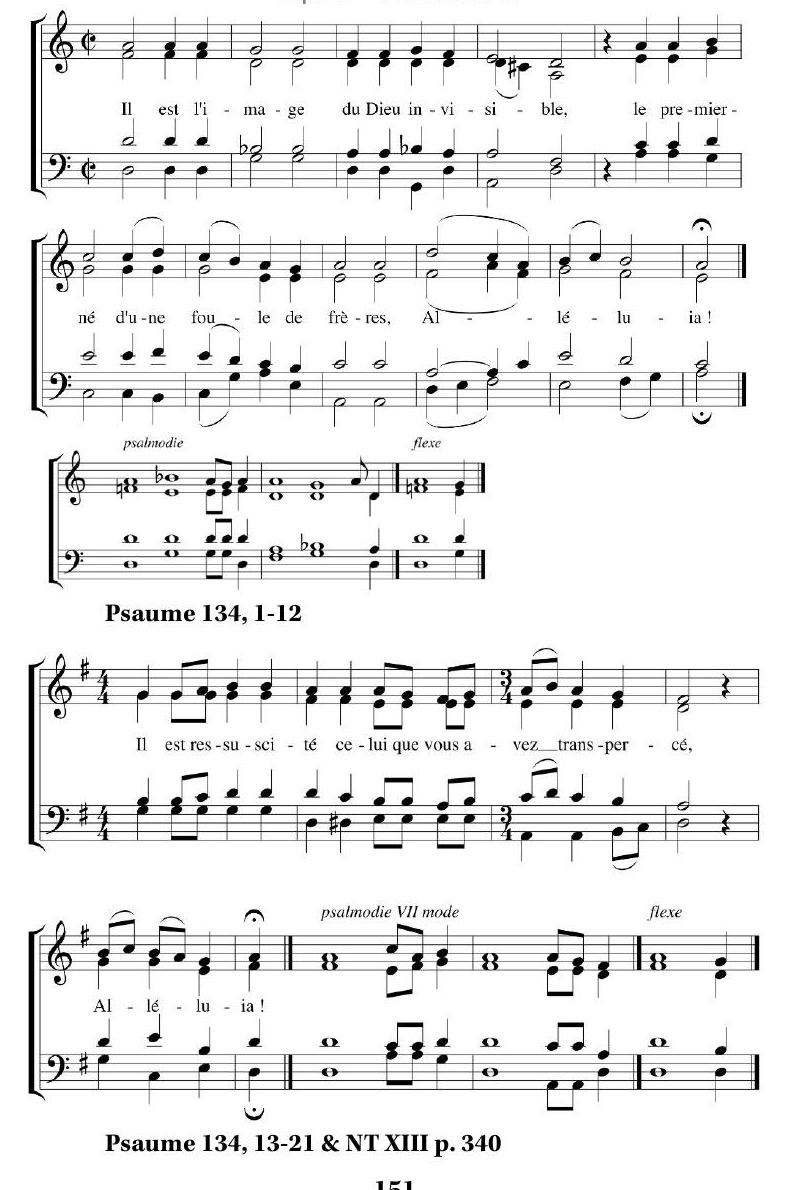 Il est l'i - ma - ge du Dieu in - vi - si - ble, le pre - mier -
né d'u - ne fou - le de frè - res, Al - - lé - lu - ia !
psalmodie flexe
Psaume 134, 1-12
Il est res - su - sci - té ce - lui que vous a - vez trans - per - cé,
psalmodie VII mode flexe
Al - lé - lu - ia !
Psaume 134, 13-21 & NT XIII p. 340
151